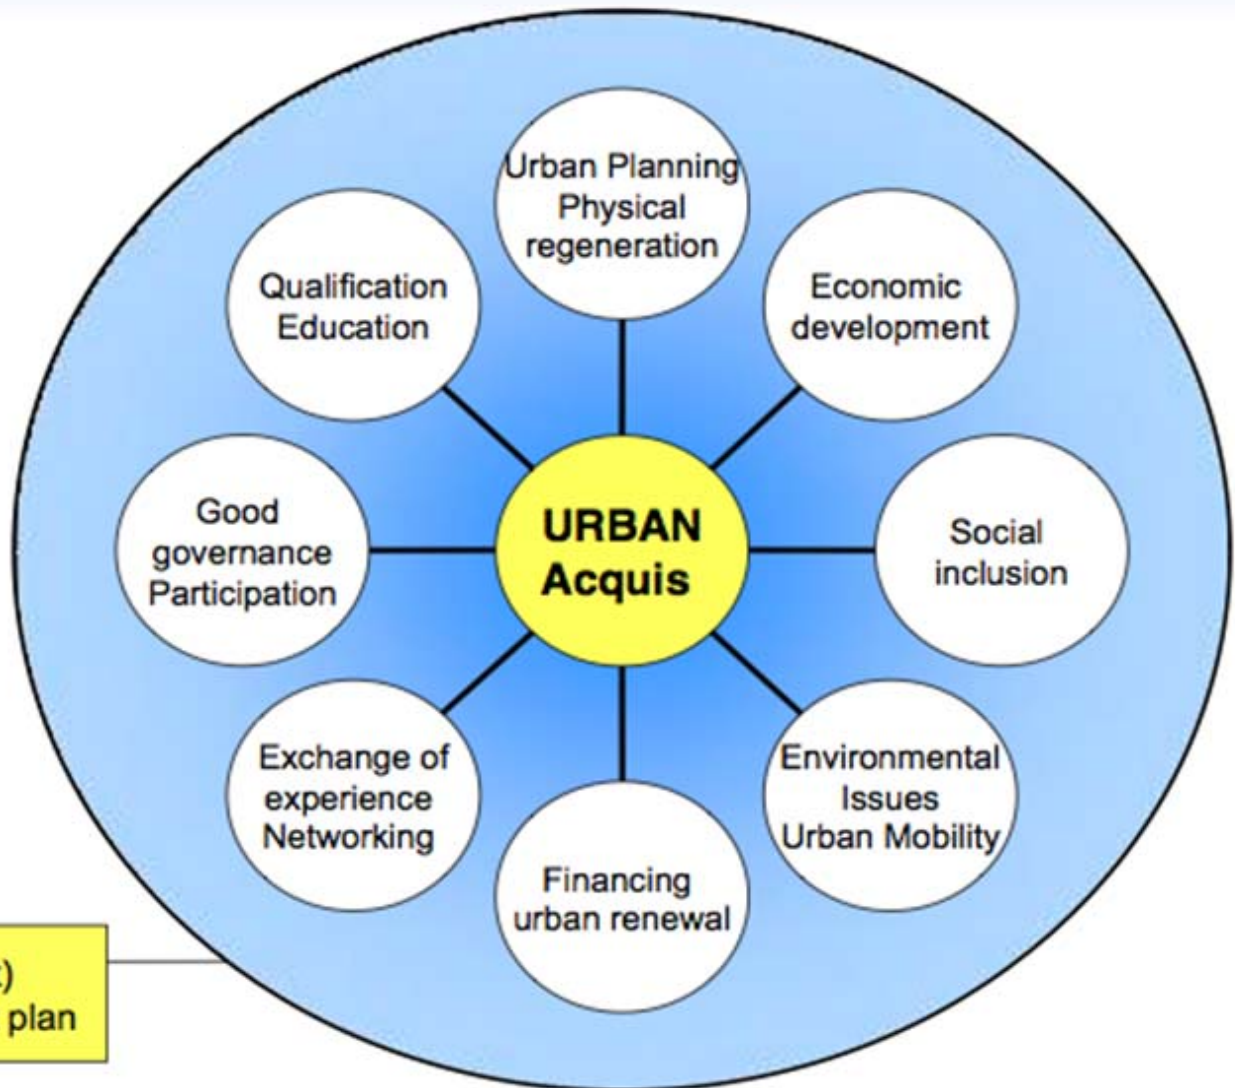 Urban Planning
Physical
regeneration
Qualification
Education
Economic
development
Good
governance
Participation
URBAN
Acquis
Social
inclusion
Exchange of
experience
Networking
Environmental
Issues
Urban Mobility
Financing
urban renewal
)
plan